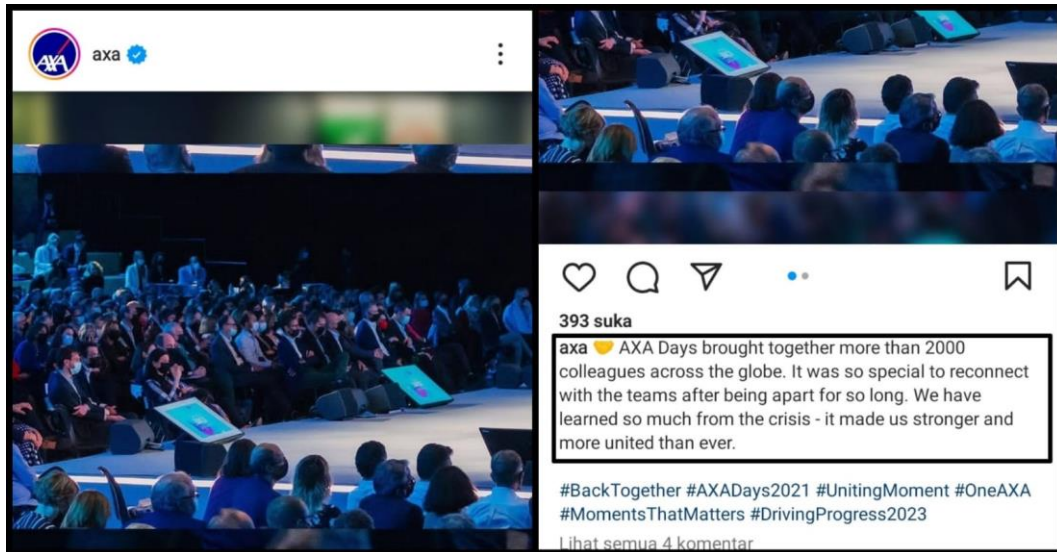 AXA
axa
393 suka
axa 🤝 AXA Days brought together more than 2000
colleagues across the globe. It was so special to reconnect
with the teams after being apart for so long. We have
learned so much from the crisis - it made us stronger and
more united than ever.
#BackTogether #AXADays2021 #UnitingMoment #OneAXA
#MomentsThatMatters #DrivingProgress2023
Lihat semua 4 komentar